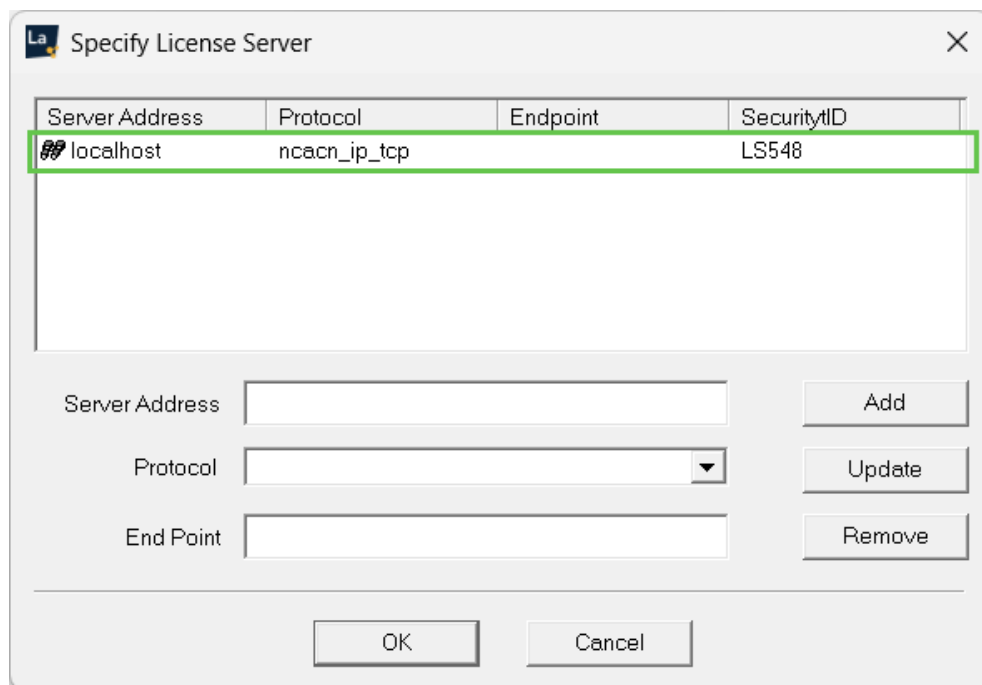 La
Specify License Server
Server Address Protocol Endpoint SecuritytID
localhost ncacn_ip_tcp LS548
Server Address Add
Protocol Update
End Point Remove
OK Cancel